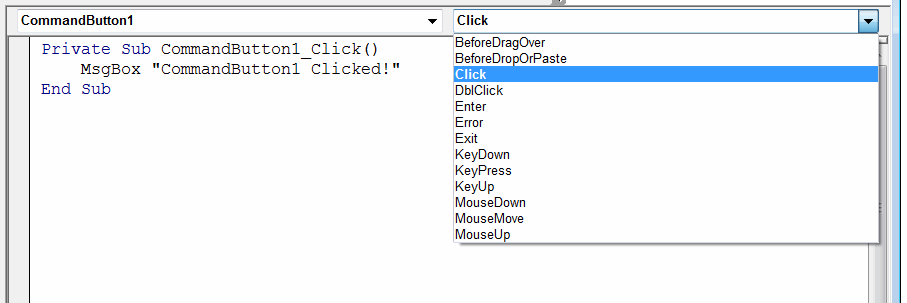 CommandButton1
Click
Private Sub CommandButton1_Click()
MsgBox "CommandButton1 Clicked!"
End Sub
BeforeDragOver
BeforeDropOrPaste
Click
DblClick
Enter
Error
Exit
KeyDown
KeyPress
KeyUp
MouseDown
MouseMove
MouseUp